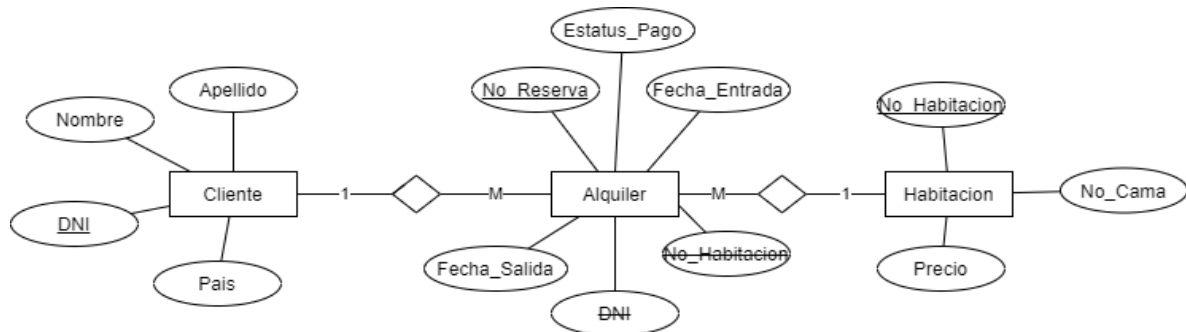 Estatus_Pago
Apellido
No_Reserva
Fecha_Entrada
No_Habitacion
Nombre
Cliente
1
M
Alquiler
M
1
Habitacion
No_Cama
DNI
Pais
Fecha_Salida
No_Habitacion
Precio
DNI